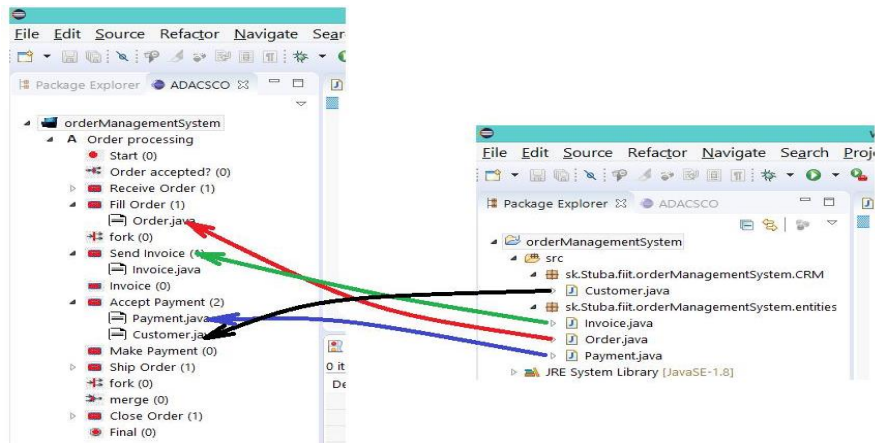 File Edit Source Refactor Navigate Sear
Package Explorer ADACSCO
orderManagementSystem
A Order processing
Start (0)
Order accepted? (0)
Receive Order (1)
Fill Order (1)
Order.java
fork (0)
Send Invoice
Invoice.java
Invoice (0)
Accept Payment (2)
Payment.java
Customer.java
Make Payment (0)
Ship Order (1)
fork (0)
merge (0)
Close Order (1)
Final (0)
0 it
De
File Edit Source Refactor Navigate Search Proj
Package Explorer ADACSCO
orderManagementSystem
src
sk.Stuba.fiit.orderManagementSystem.CRM
Customer.java
sk.Stuba.fiit.orderManagementSystem.entities
Invoice.java
Order.java
Payment.java
JRE System Library [JavaSE-1.8]